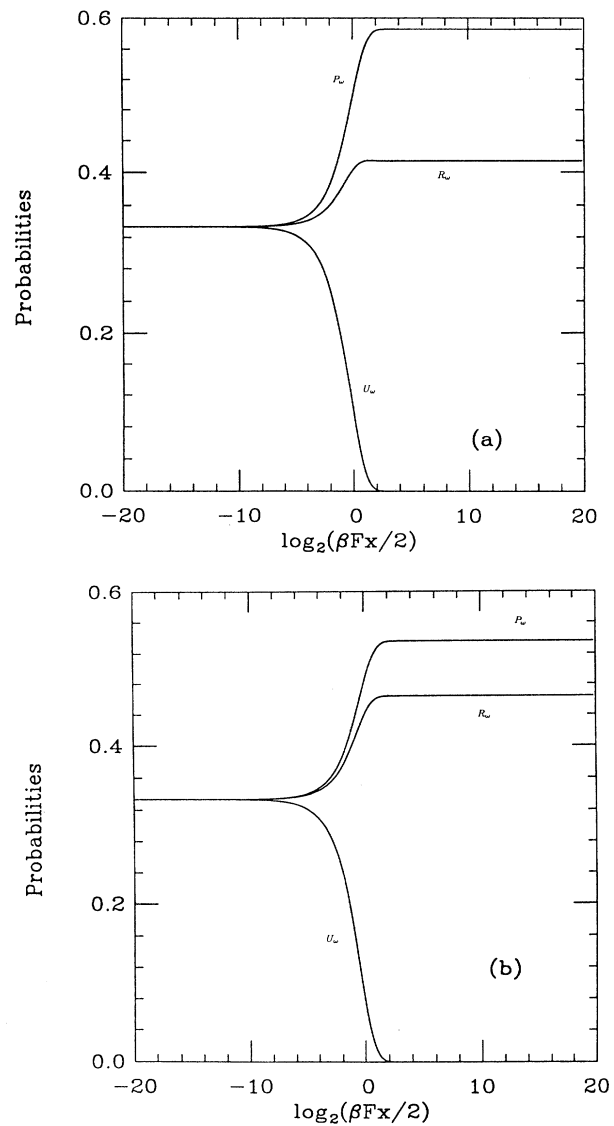 0.6
P_ω
0.4
R_ω
Probabilities
0.2
U_ω
(a)
0.0
−20 −10 0 10 20
log₂(βFx/2)
0.6
P_ω
R_ω
0.4
Probabilities
0.2
U_ω
(b)
0.0
−20 −10 0 10 20
log₂(βFx/2)